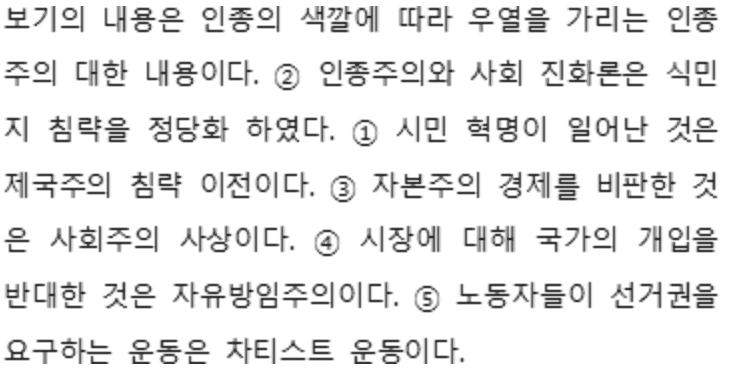 보기의 내용은 인종의 색깔에 따라 우열을 가리는 인종
주의 대한 내용이다. ② 인종주의와 사회 진화론은 식민
지 침략을 정당화 하였다. ① 시민 혁명이 일어난 것은
제국주의 침략 이전이다. ③ 자본주의 경제를 비판한 것
은 사회주의 사상이다. ④ 시장에 대해 국가의 개입을
반대한 것은 자유방임주의이다. ⑤ 노동자들이 선거권을
요구하는 운동은 차티스트 운동이다.